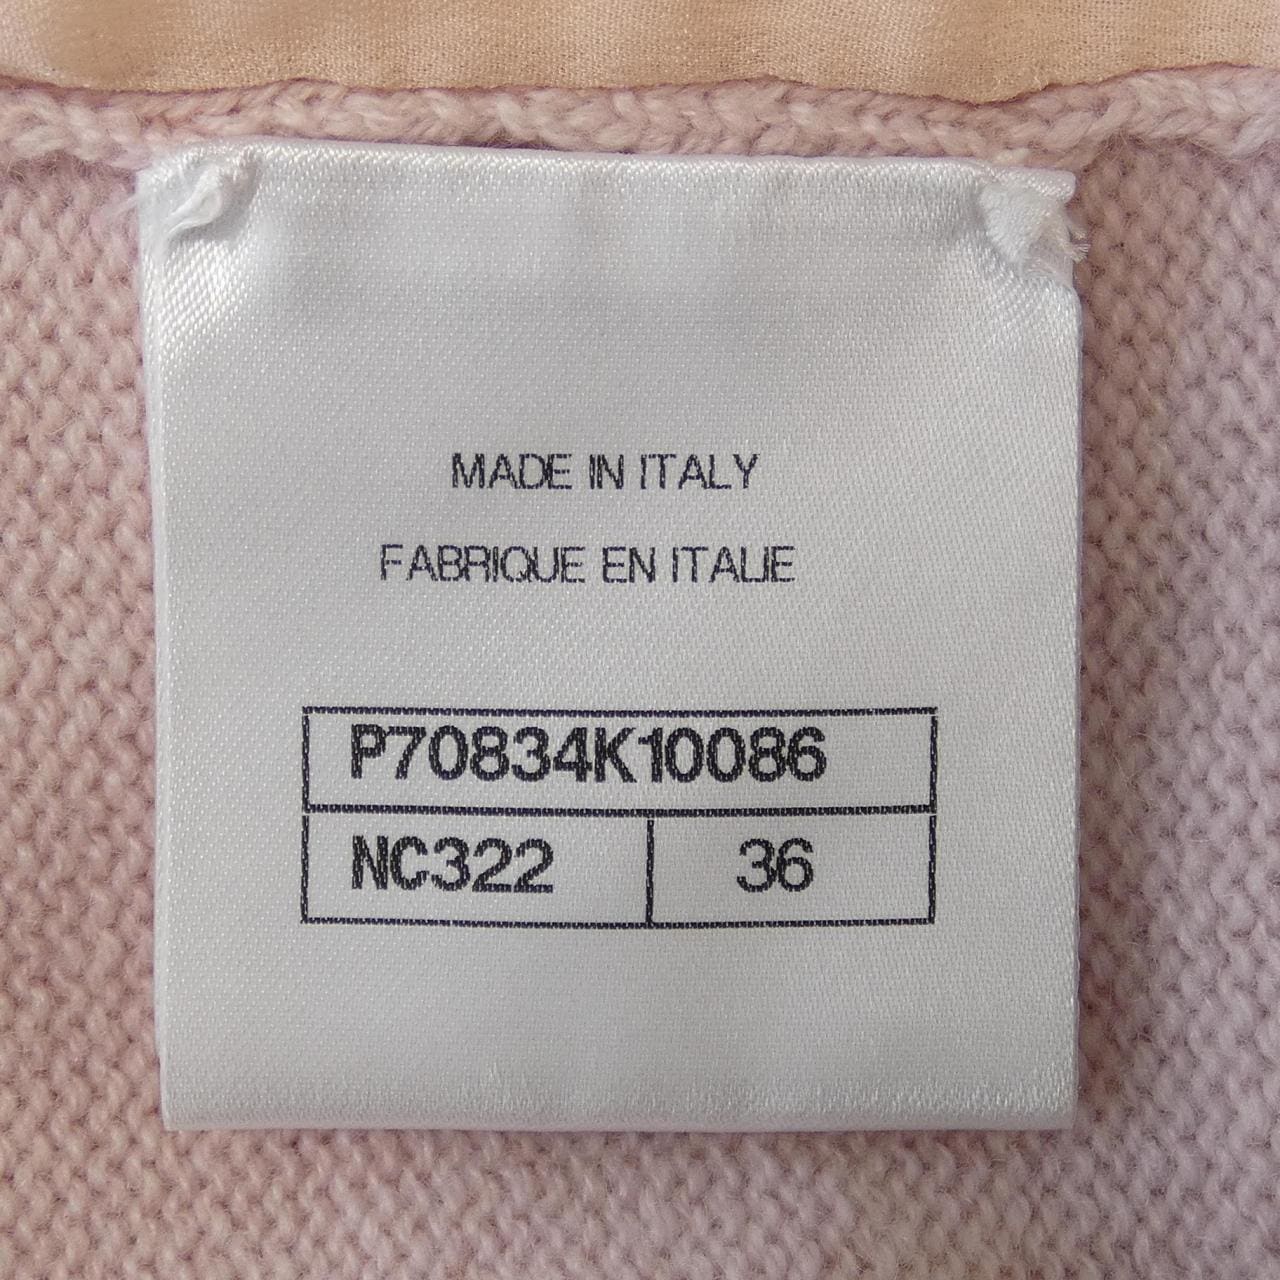 MADE IN ITALY
FABRIQUE EN ITALIE
P70834K10086
NC322 36